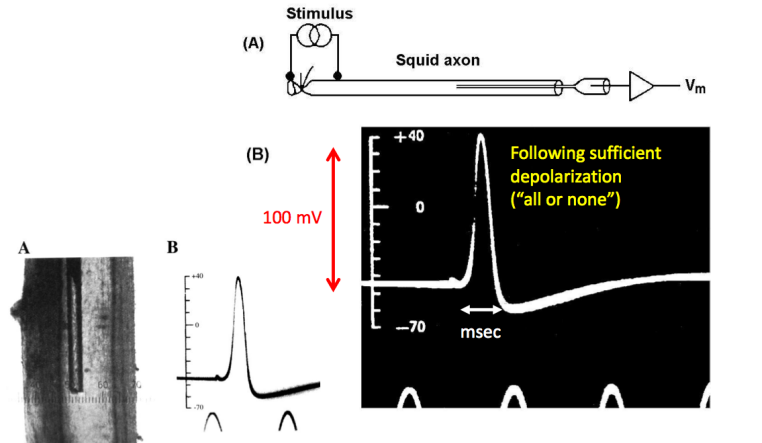 Stimulus
(A)
Squid axon
Vm
(B)
+40
Following sufficient
depolarization
("all or none")
0
100 mV
−70
msec
A
B
+40
0
-70
60